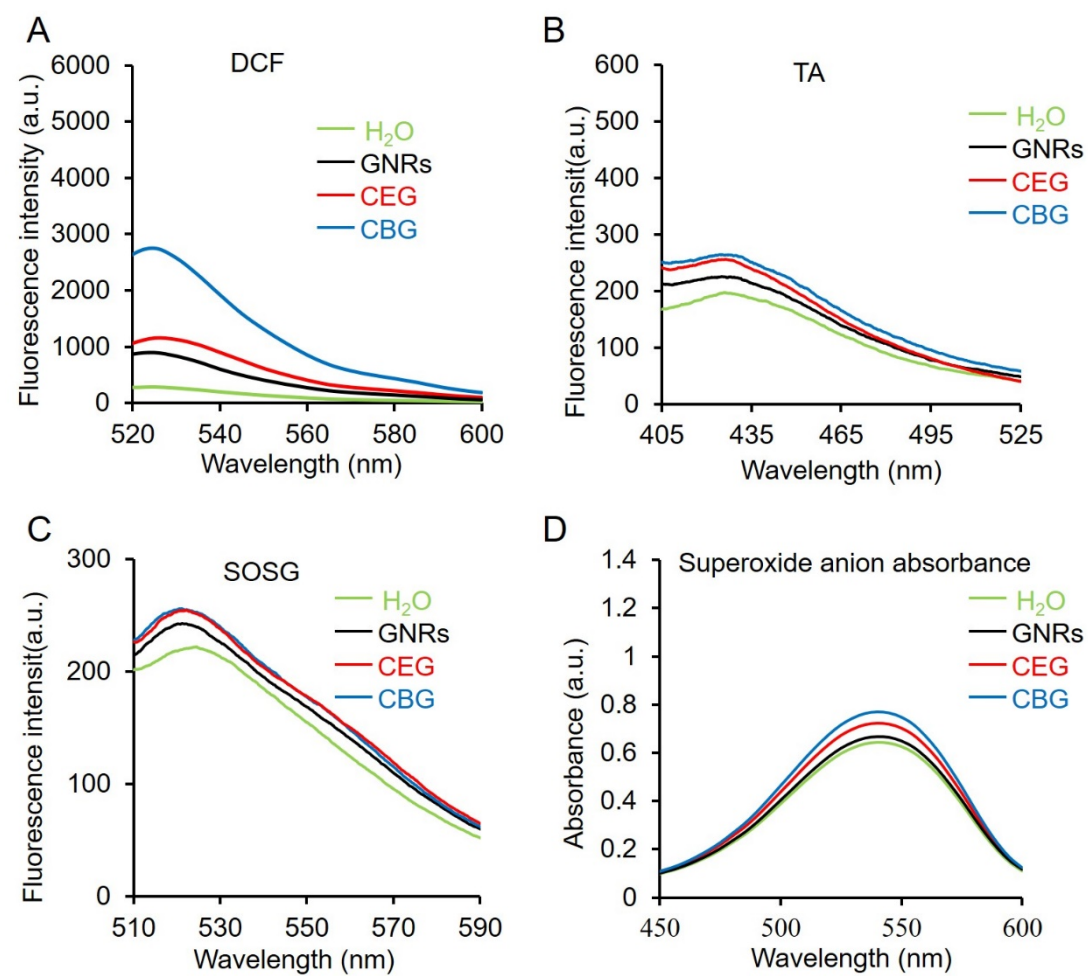 A
DCF
Fluorescence intensity (a.u.)
6000
5000
4000
3000
2000
1000
0
H₂O
GNRs
CEG
CBG
520 540 560 580 600
Wavelength (nm)
B
TA
Fluorescence intensit(a.u.)
600
500
400
300
200
100
0
H₂O
GNRs
CEG
CBG
405 435 465 495 525
Wavelength (nm)
C
SOSG
Fluorescence intensit(a.u.)
300
200
100
0
H₂O
GNRs
CEG
CBG
510 530 550 570 590
Wavelength (nm)
D
Superoxide anion absorbance
Absorbance (a.u.)
1.4
1.2
1
0.8
0.6
0.4
0.2
0
H₂O
GNRs
CEG
CBG
450 500 550 600
Wavelength (nm)